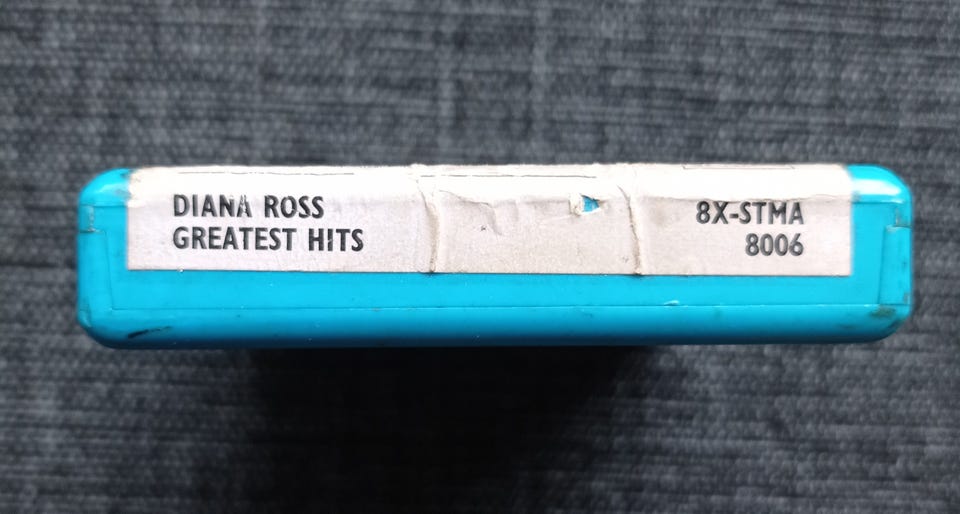 DIANA ROSS
GREATEST HITS
8X-STMA
8006